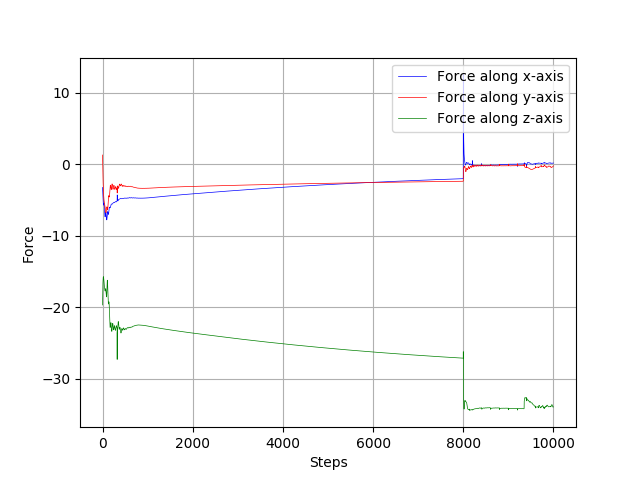 Force along x-axis
Force along y-axis
Force along z-axis
10
0
−10
−20
−30
Force
0
2000
4000
6000
8000
10000
Steps